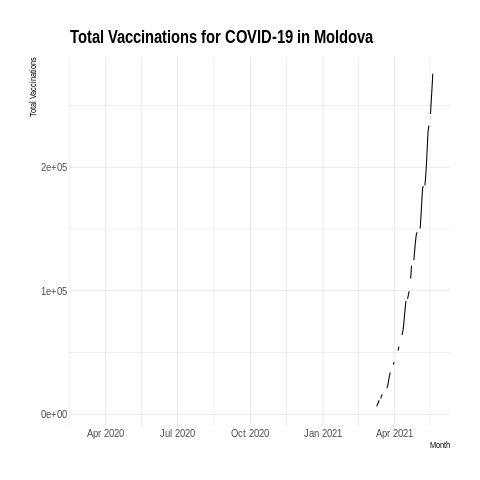 Total Vaccinations for COVID-19 in Moldova
Total Vaccinations
2e+05
1e+05
0e+00
Apr 2020 Jul 2020 Oct 2020 Jan 2021 Apr 2021
Month